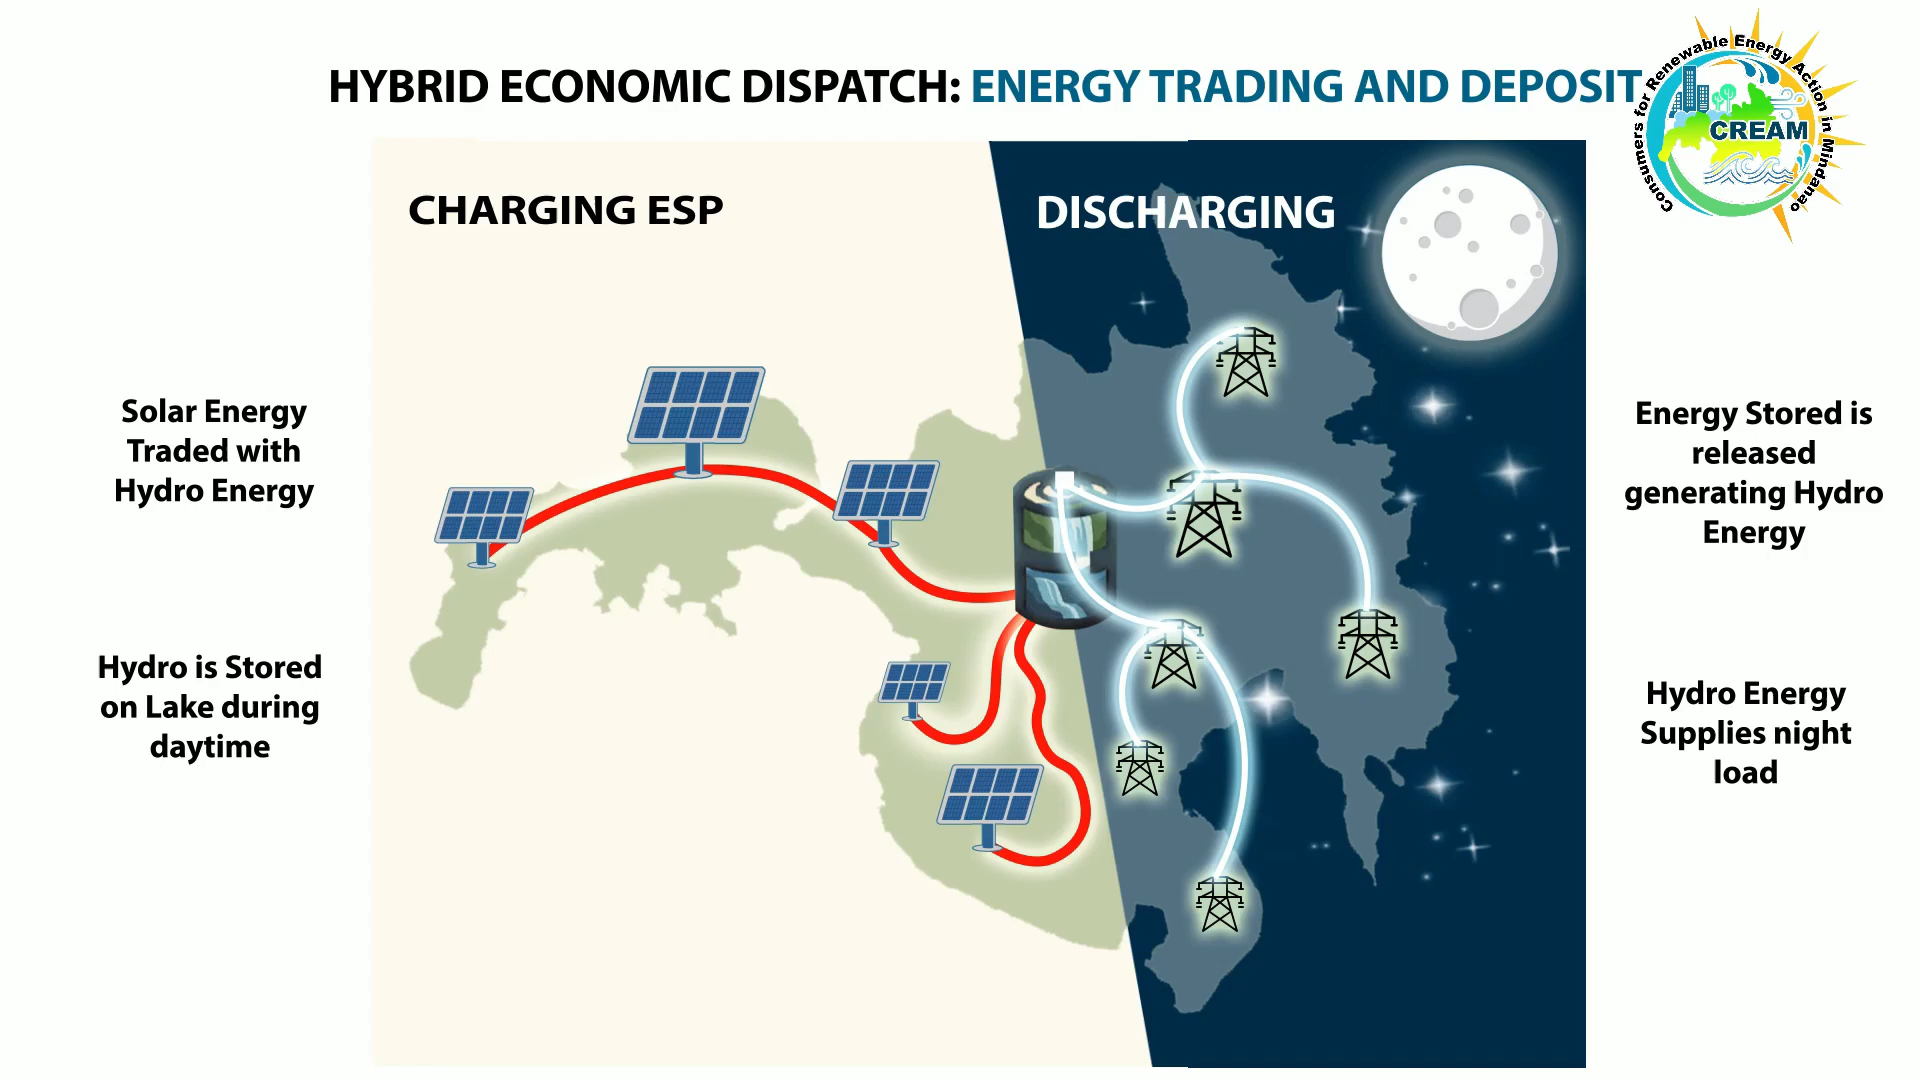 HYBRID ECONOMIC DISPATCH: ENERGY TRADING AND DEPOSIT
Consumers for Renewable Energy Action in Mindanao
CREAM
CHARGING ESP
DISCHARGING
Solar Energy
Traded with
Hydro Energy
Hydro is Stored
on Lake during
daytime
Energy Stored is
released
generating Hydro
Energy
Hydro Energy
Supplies night
load